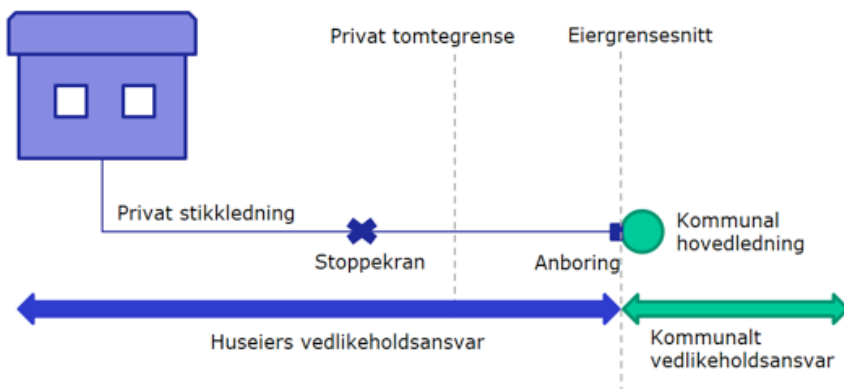 Privat tomtegrense
Eiergrensesnitt
Privat stikkledning
Kommunal
hovedledning
Stoppekran
Anboring
Huseiers vedlikeholdsansvar
Kommunalt
vedlikeholdsansvar